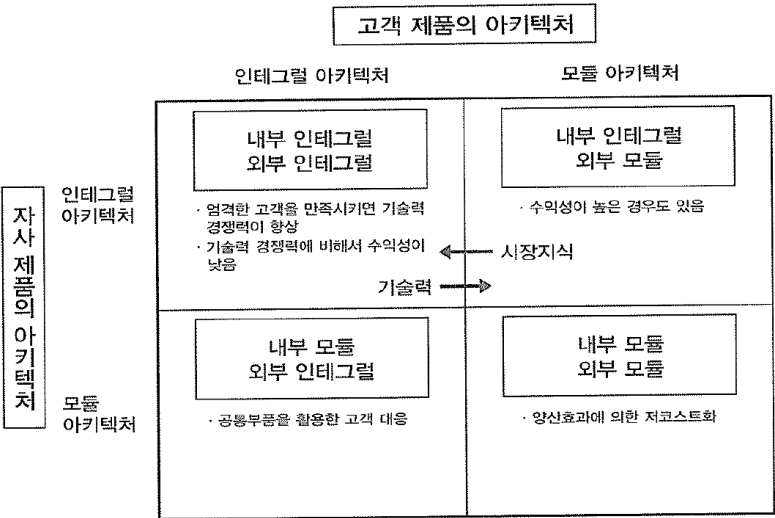 고객 제품의 아키텍처
인테그럴 아키텍처
모듈 아키텍처
자사 제품의 아키텍처
인테그럴
아키텍처
내부 인테그럴
외부 인테그럴
· 엄격한 고객을 만족시키면 기술력
경쟁력이 향상
· 기술력 경쟁력에 비해서 수익성이
낮음
내부 인테그럴
외부 모듈
· 수익성이 높은 경우도 있음
시장지식
기술력
모듈
아키텍처
내부 모듈
외부 인테그럴
· 공통부품을 활용한 고객 대응
내부 모듈
외부 모듈
· 양산효과에 의한 저코스트화